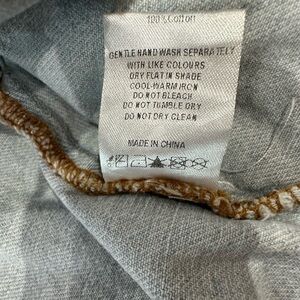 100% Cotton
GENTLE HAND WASH SEPARATELY
WITH LIKE COLOURS
DRY FLAT IN SHADE
COOL-WARM IRON
DO NOT BLEACH
DO NOT TUMBLE DRY
DO NOT DRY CLEAN
MADE IN CHINA